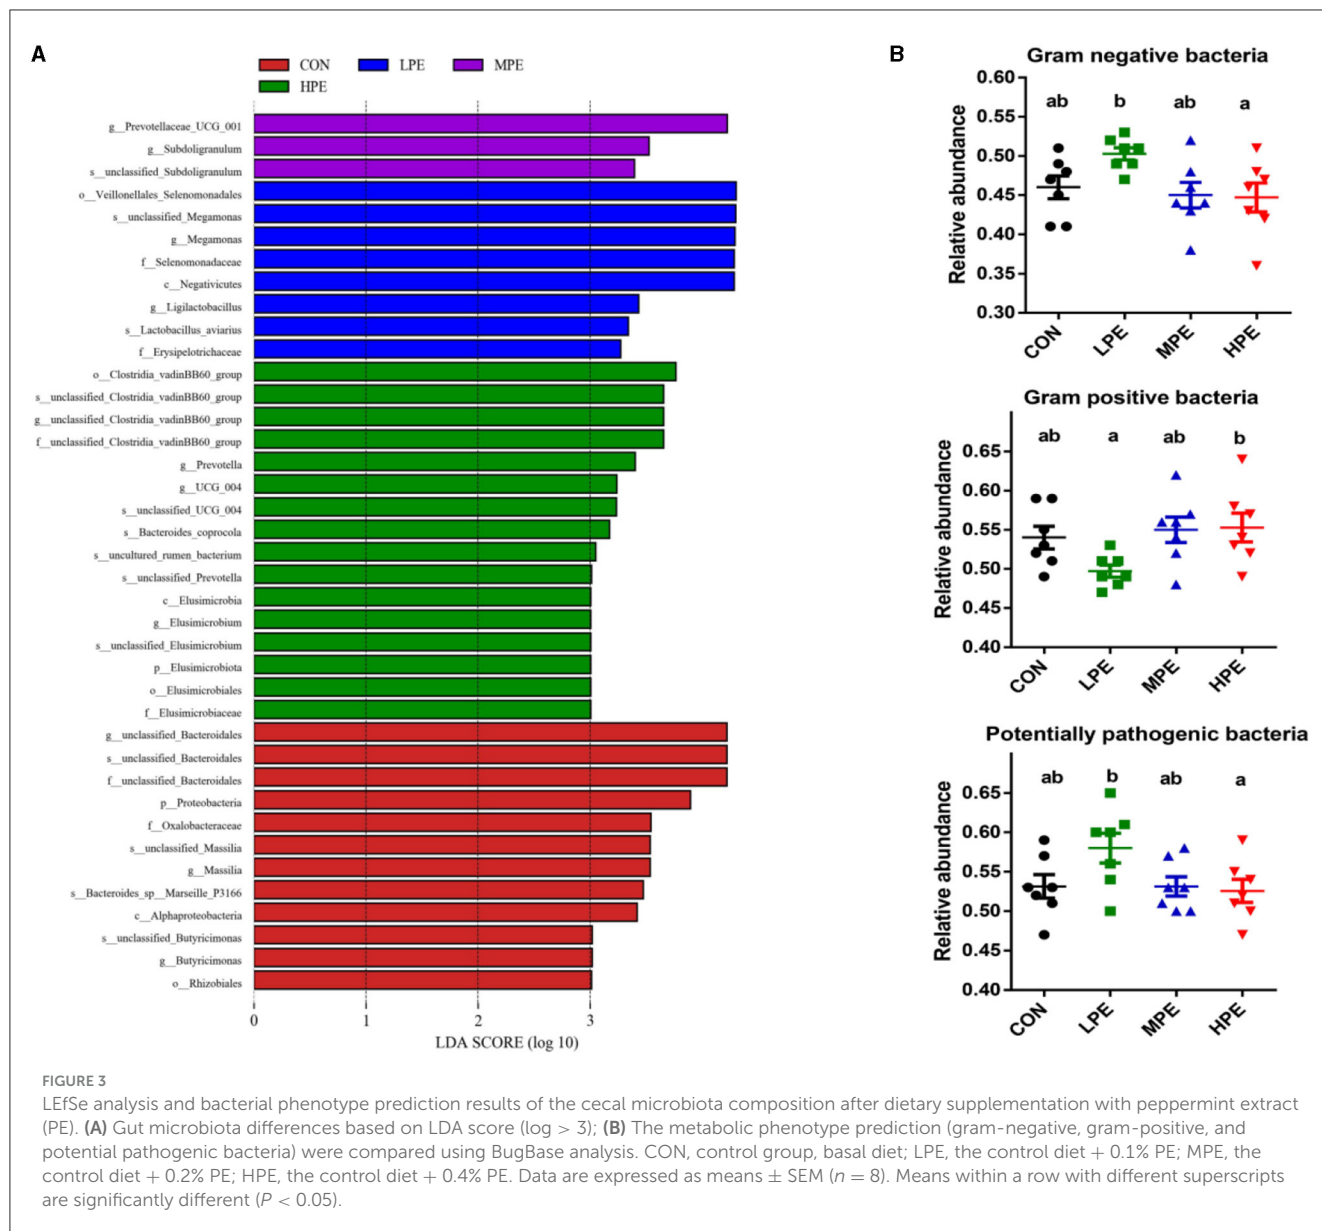 A
CON LPE MPE
HPE
g__Prevotellaceae_UCG_001
g__Subdoligranulum
s__unclassified_Subdoligranulum
o__Veillonellales_Selenomonadales
s__unclassified_Megamonas
g__Megamonas
f__Selenomonadaceae
c__Negativicutes
g__Ligilactobacillus
s__Lactobacillus_aviarius
f__Erysipelotrichaceae
o__Clostridia_vadinBB60_group
s__unclassified_Clostridia_vadinBB60_group
g__unclassified_Clostridia_vadinBB60_group
f__unclassified_Clostridia_vadinBB60_group
g__Prevotella
g__UCG_004
s__unclassified_UCG_004
s__Bacteroides_coprocola
s__uncultured_rumen_bacterium
s__unclassified_Prevotella
c__Elusimicrobia
g__Elusimicrobium
s__unclassified_Elusimicrobium
p__Elusimicrobiota
o__Elusimicrobiales
f__Elusimicrobiaceae
g__unclassified_Bacteroidales
s__unclassified_Bacteroidales
f__unclassified_Bacteroidales
p__Proteobacteria
f__Oxalobacteraceae
s__unclassified_Massilia
g__Massilia
s__Bacteroides_sp__Marseille_P3166
c__Alphaproteobacteria
s__unclassified_Butyricimonas
g__Butyricimonas
o__Rhizobiales
0 1 2 3
LDA SCORE (log 10)
B
Gram negative bacteria
Relative abundance
0.60
0.55
0.50
0.45
0.40
0.35
0.30
ab b ab a
CON LPE MPE HPE
Gram positive bacteria
Relative abundance
0.65
0.60
0.55
0.50
0.45
0.40
ab a ab b
CON LPE MPE HPE
Potentially pathogenic bacteria
Relative abundance
0.65
0.60
0.55
0.50
0.45
0.40
ab b ab a
CON LPE MPE HPE
FIGURE 3
LEfSe analysis and bacterial phenotype prediction results of the cecal microbiota composition after dietary supplementation with peppermint extract
(PE). (A) Gut microbiota differences based on LDA score (log > 3); (B) The metabolic phenotype prediction (gram-negative, gram-positive, and
potential pathogenic bacteria) were compared using BugBase analysis. CON, control group, basal diet; LPE, the control diet + 0.1% PE; MPE, the
control diet + 0.2% PE; HPE, the control diet + 0.4% PE. Data are expressed as means ± SEM (n = 8). Means within a row with different superscripts
are significantly different (P < 0.05).